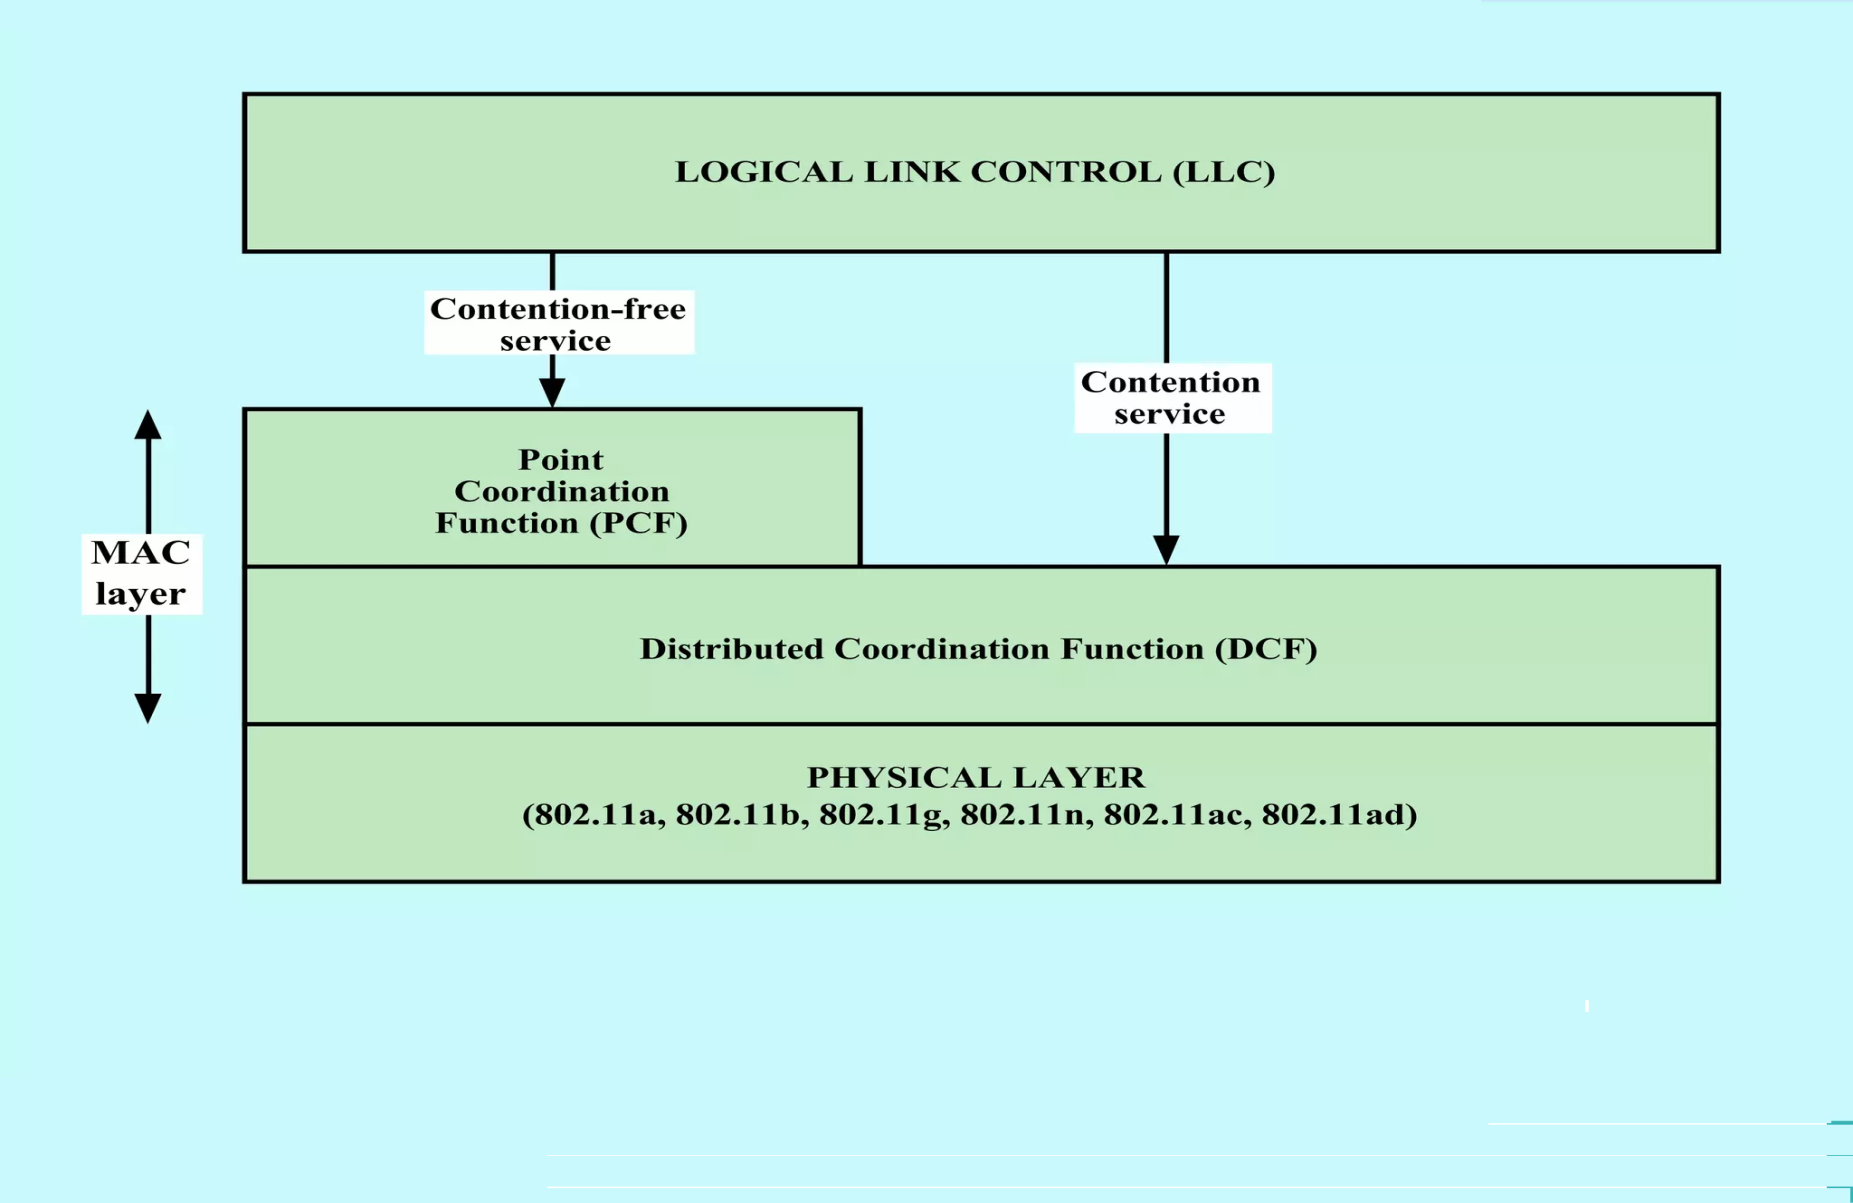 LOGICAL LINK CONTROL (LLC)
Contention-free
service
Contention
service
Point
Coordination
Function (PCF)
MAC
layer
Distributed Coordination Function (DCF)
PHYSICAL LAYER
(802.11a, 802.11b, 802.11g, 802.11n, 802.11ac, 802.11ad)